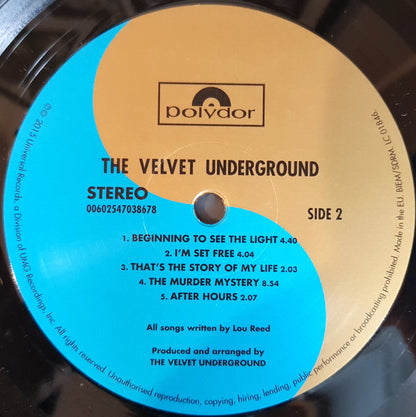 polydor
THE VELVET UNDERGROUND
STEREO
00602547038678
SIDE 2
1. BEGINNING TO SEE THE LIGHT 4.40
2. I'M SET FREE 4.04
3. THAT'S THE STORY OF MY LIFE 2.03
4. THE MURDER MYSTERY 8.54
5. AFTER HOURS 2.07
All songs written by Lou Reed
Produced and arranged by
THE VELVET UNDERGROUND
℗© 2015 Universal Records, a Division of UMG Recordings, Inc. All rights reserved. Unauthorised reproduction, copying, hiring, lending, public performance or broadcasting prohibited. Made in the EU. BIEM/SDRM. LC 01846.